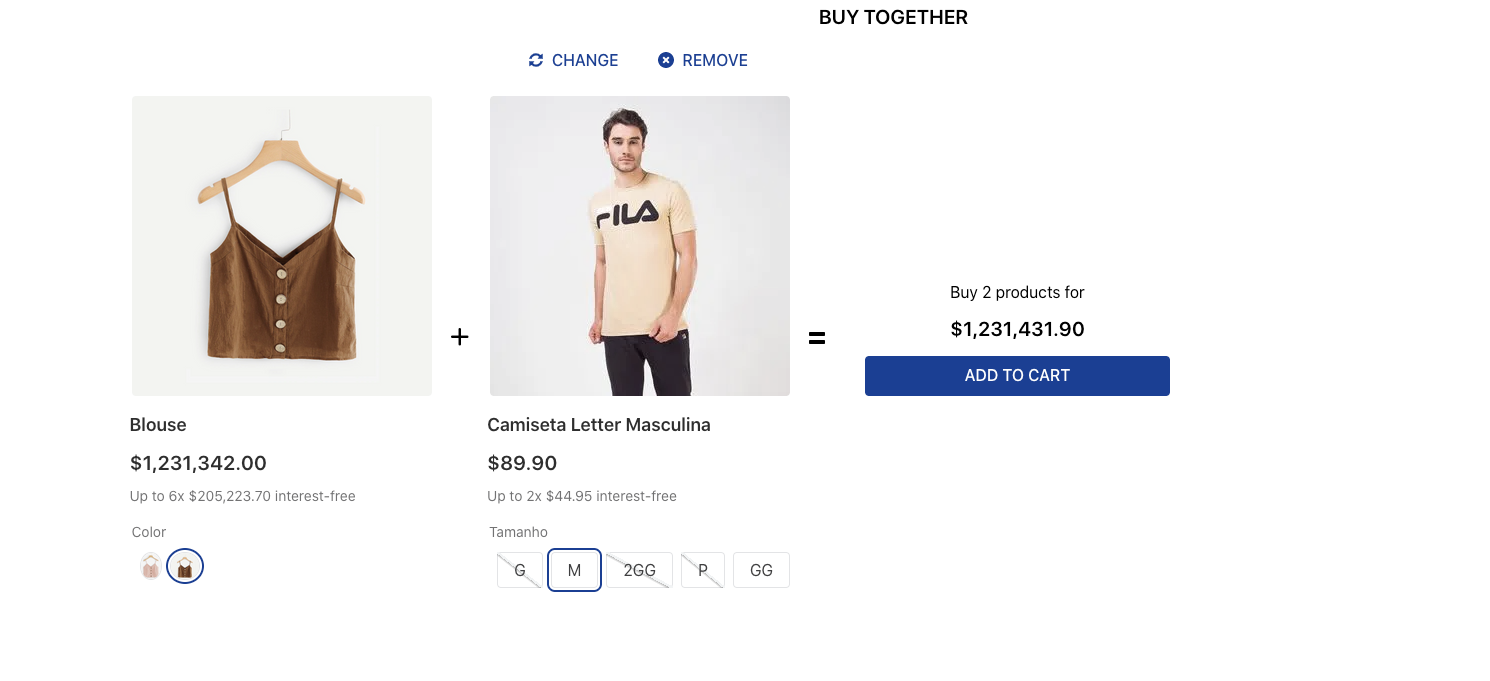 BUY TOGETHER
CHANGE REMOVE
FILA
+
=
Buy 2 products for
$1,231,431.90
ADD TO CART
Blouse
$1,231,342.00
Up to 6x $205,223.70 interest-free
Color
Camiseta Letter Masculina
$89.90
Up to 2x $44.95 interest-free
Tamanho
G M 2GG P GG